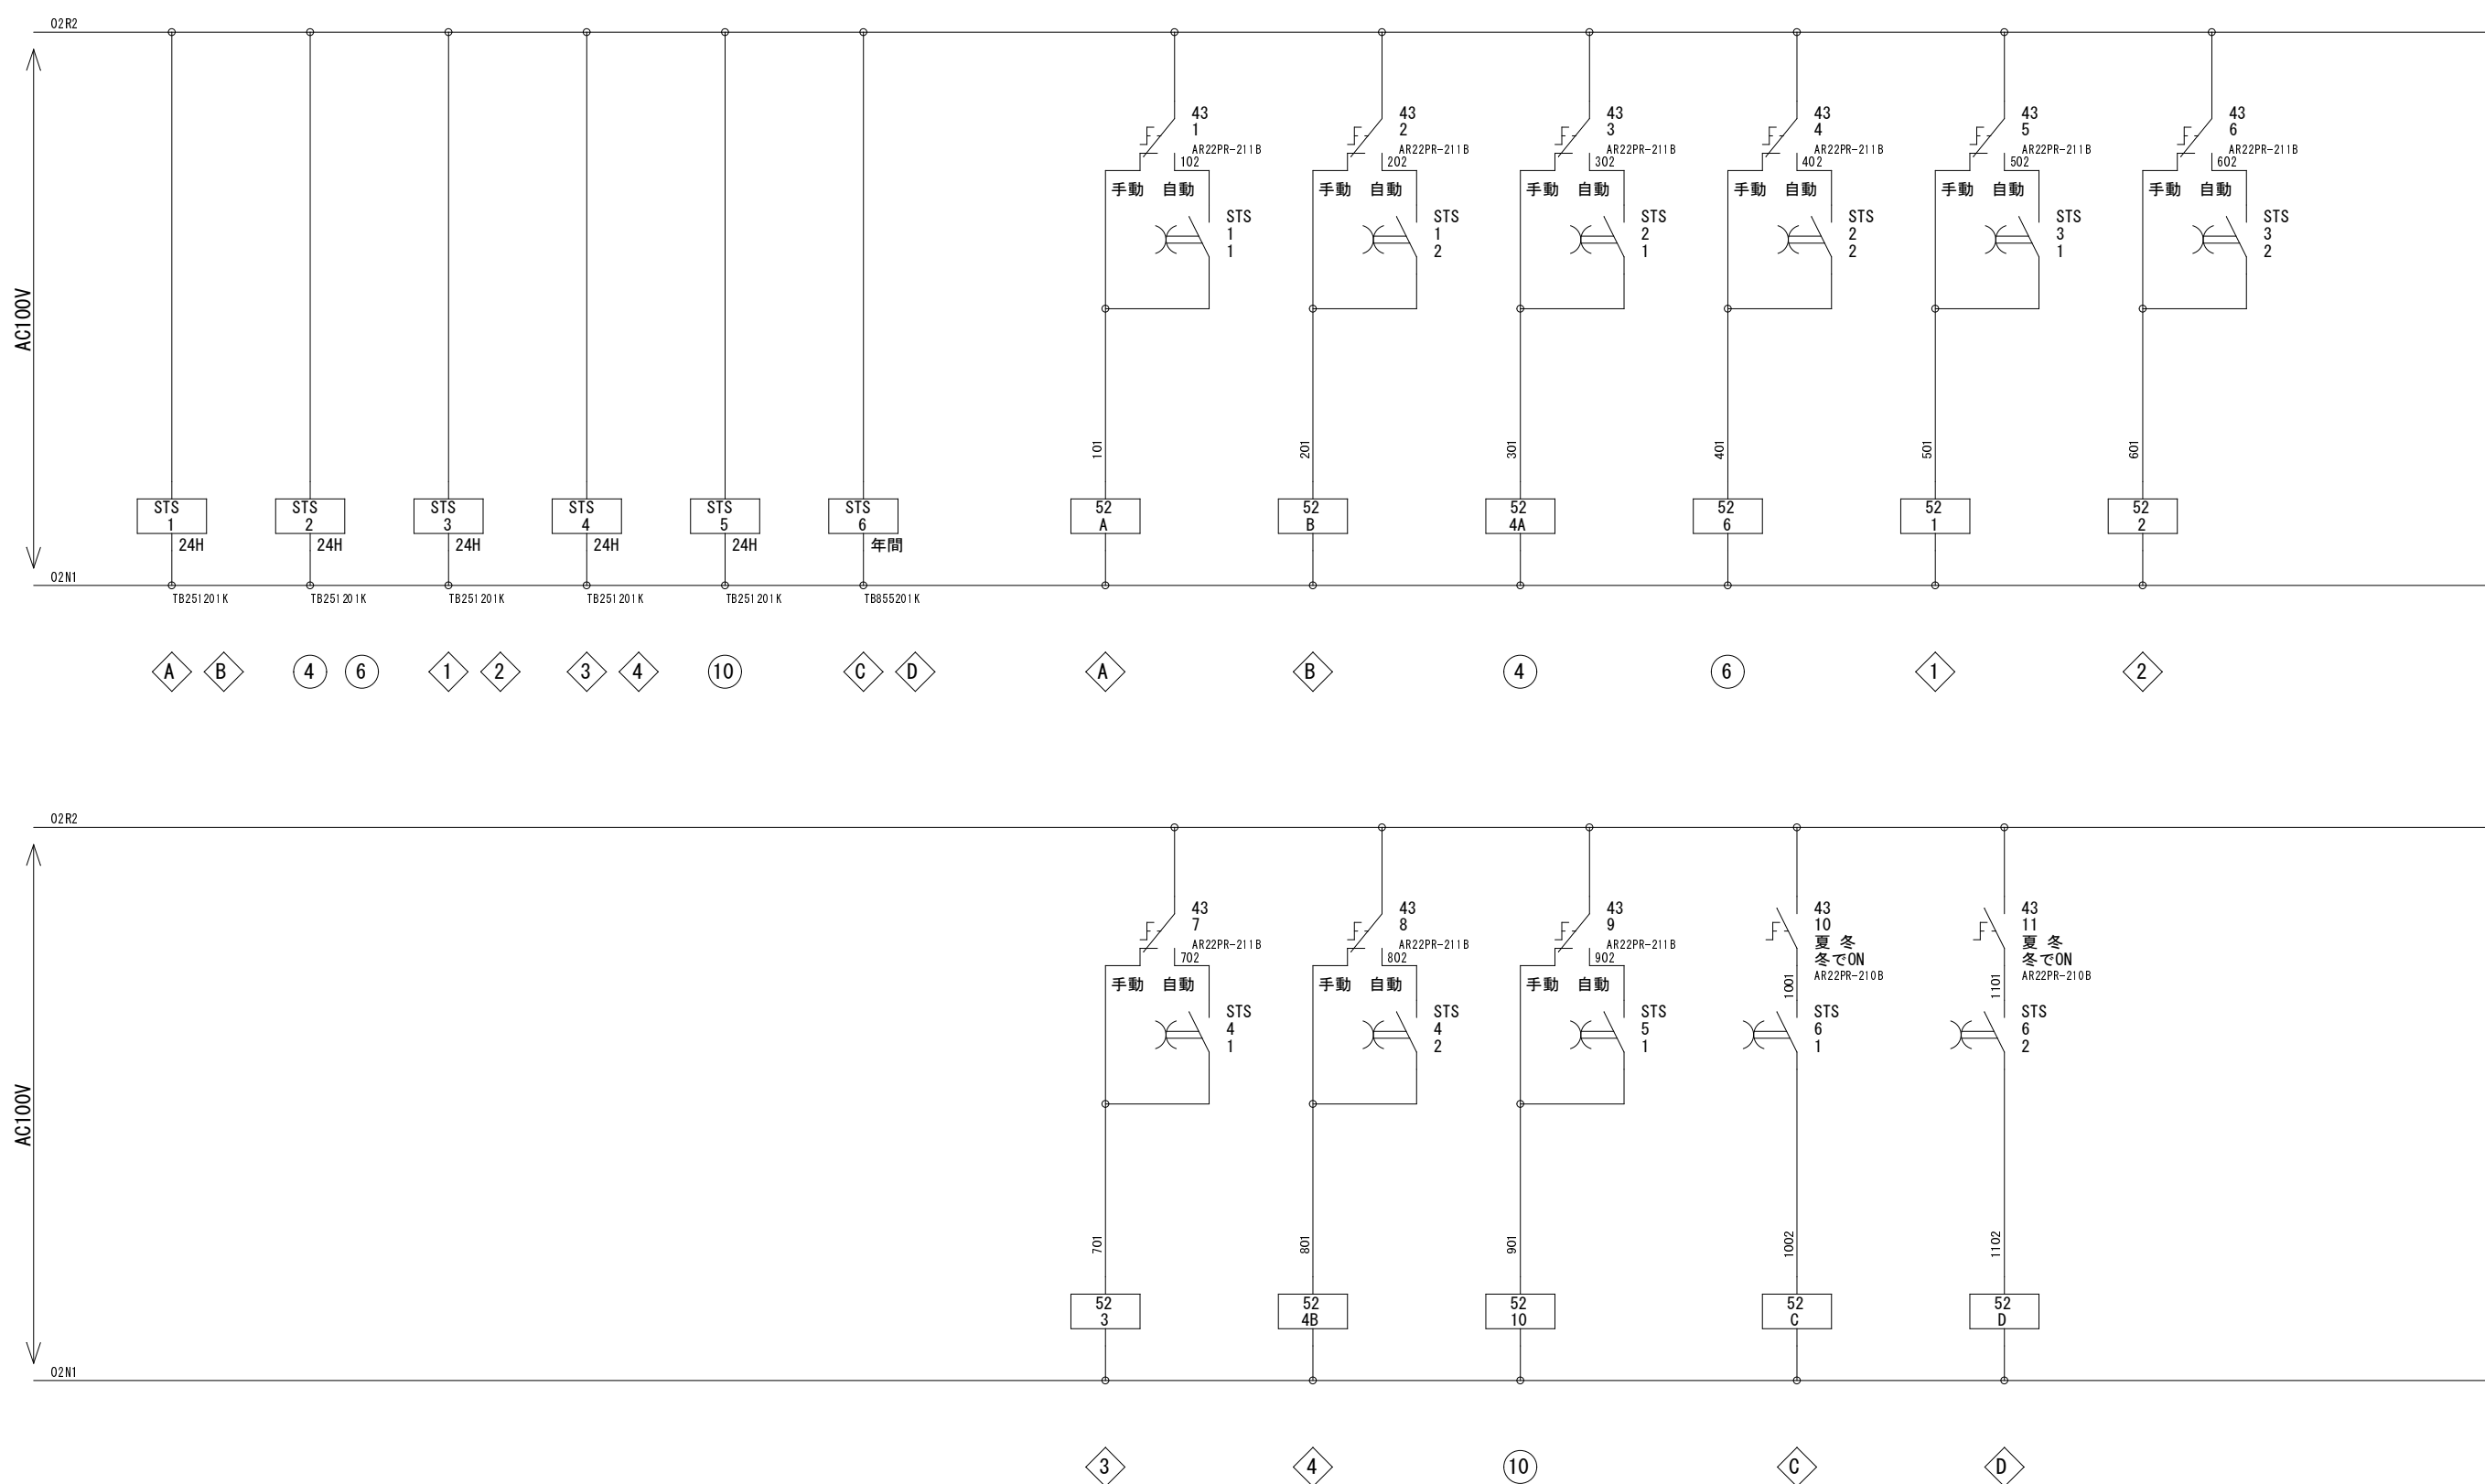 02R2
AC100V
43
1
AR22PR-211B
102
手動 自動
STS
1
1
43
2
AR22PR-211B
202
手動 自動
STS
1
2
43
3
AR22PR-211B
302
手動 自動
STS
2
1
43
4
AR22PR-211B
402
手動 自動
STS
2
2
43
5
AR22PR-211B
502
手動 自動
STS
3
1
43
6
AR22PR-211B
602
手動 自動
STS
3
2
101
201
301
401
501
601
STS
1
24H
STS
2
24H
STS
3
24H
STS
4
24H
STS
5
24H
STS
6
年間
52
A
52
B
52
4A
52
6
52
1
52
2
02N1
TB251201K
TB251201K
TB251201K
TB251201K
TB251201K
TB855201K
A B 4 6 1 2 3 4 10 C D A B 4 6 1 2
02R2
AC100V
43
7
AR22PR-211B
702
手動 自動
STS
4
1
43
8
AR22PR-211B
802
手動 自動
STS
4
2
43
9
AR22PR-211B
902
手動 自動
STS
5
1
43
10
夏 冬
冬でON
AR22PR-210B
1001
STS
6
1
43
11
夏 冬
冬でON
AR22PR-210B
1101
STS
6
2
701
801
901
1002
1102
52
3
52
4B
52
10
52
C
52
D
02N1
3 4 10 C D